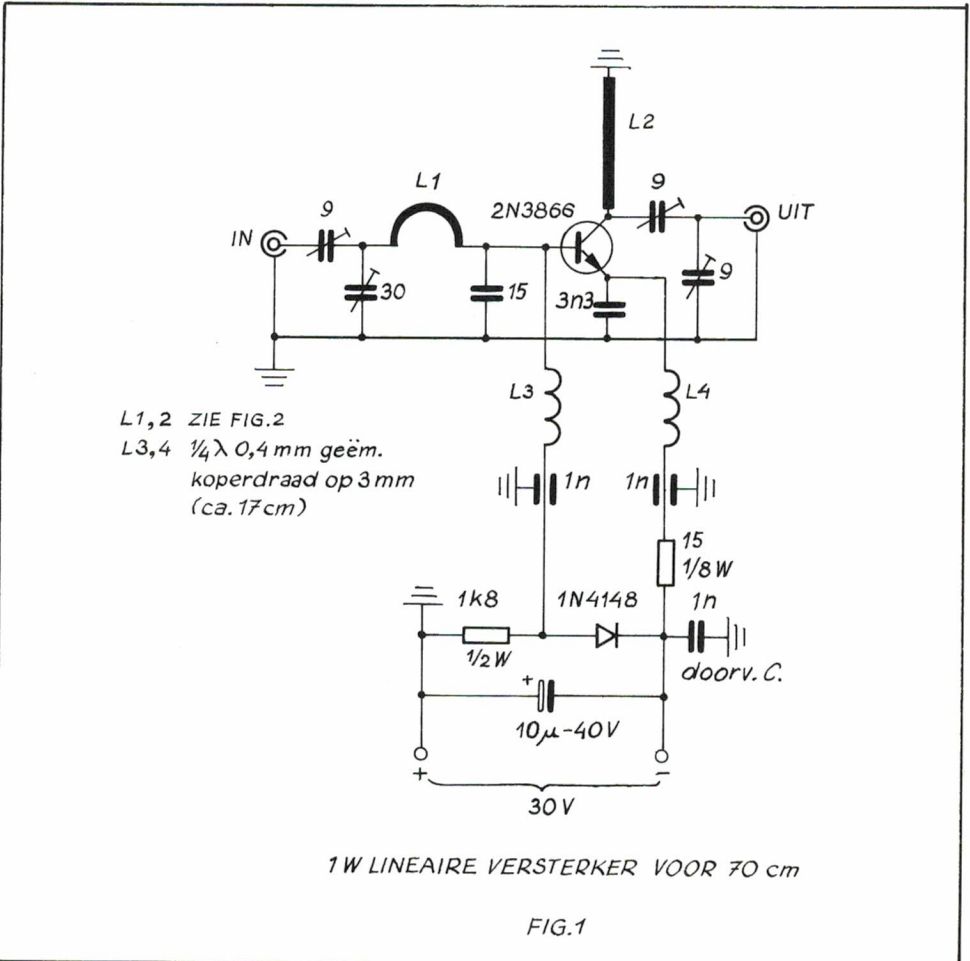 L2
L1
9
2N3866
9
IN
UIT
30
15
3n3
9
L3
L4
L1,2 ZIE FIG.2
L3,4 ¼λ 0,4 mm geëm.
koperdraad op 3 mm
(ca. 17 cm)
1n
1n
15
1/8 W
1k8
1N4148
1n
1/2 W
doorv. C.
+
10µ-40V
+
-
30 V
1 W LINEAIRE VERSTERKER VOOR 70 cm
FIG.1